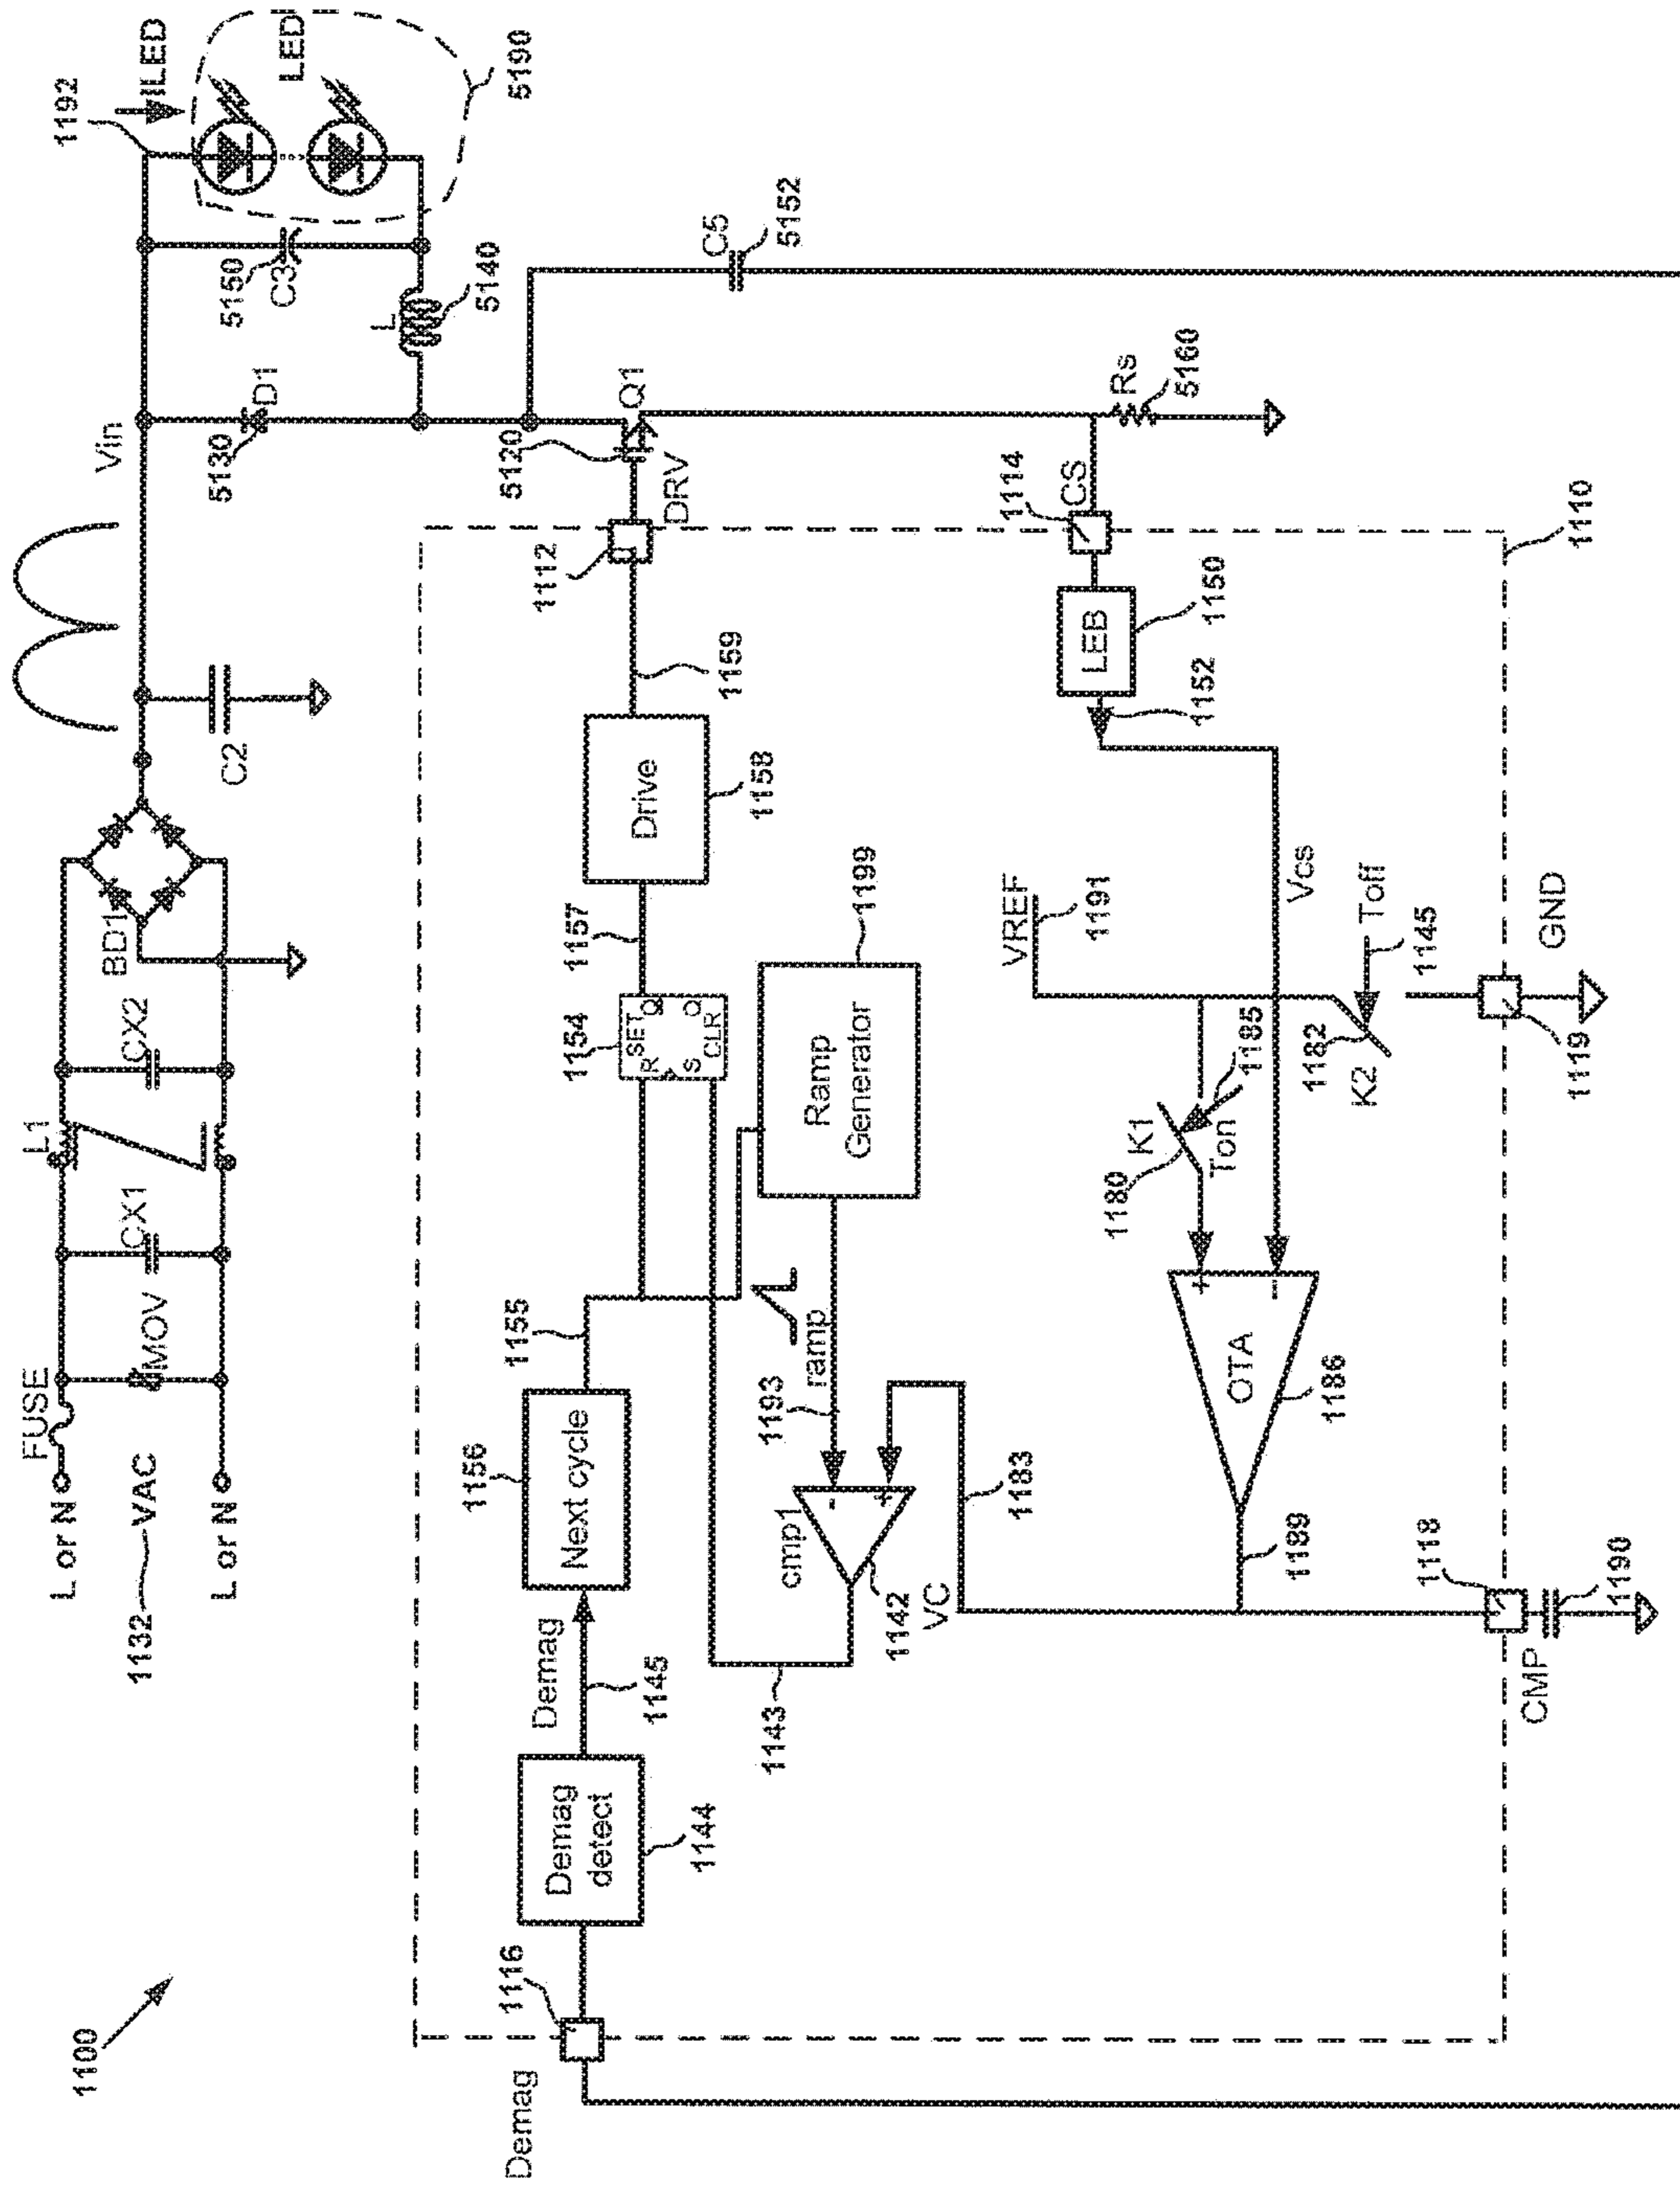 1100
FUSE
L1
L or N
MOV
CX1
CX2
BD1
1132
VAC
L or N
C2
Vin
1192
ILED
LED
5190
5130
D1
5150
C3
L
5140
C5
5152
5120
Q1
DRV
1112
Demag
1116
Demag
detect
1144
Demag
1145
1156
Next cycle
1155
1154
R
SET
Q
S
CLR
Q
1157
Drive
1158
1159
1143
cmp1
-
+
1142
1193
ramp
Ramp
Generator
1199
VC
1183
VREF
1191
LEB
1150
1152
1114
CS
Rs
5160
K1
1180
Ton
1185
Vcs
OTA
+
-
1186
1189
1182
K2
Toff
1145
1118
CMP
1190
GND
1119
1110